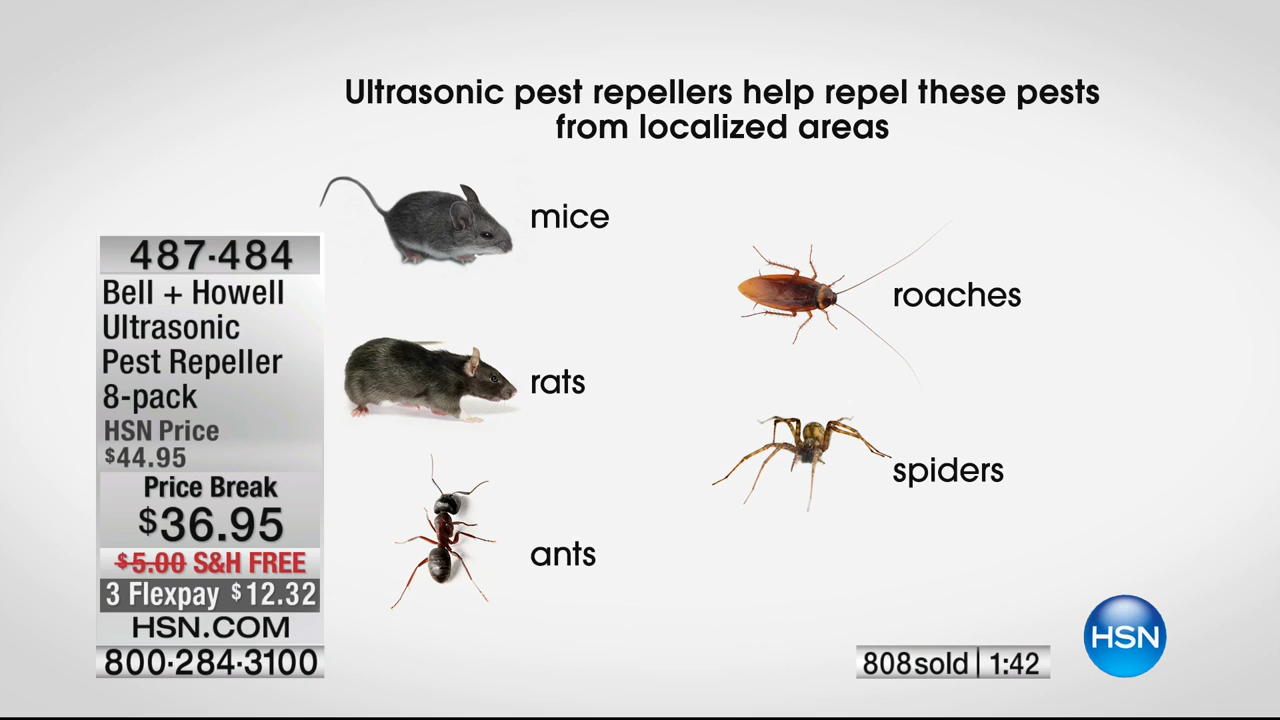 Ultrasonic pest repellers help repel these pests
from localized areas
mice
rats
ants
roaches
spiders
487·484
Bell + Howell
Ultrasonic
Pest Repeller
8-pack
HSN Price
$44.95
Price Break
$36.95
$5.00 S&H FREE
3 Flexpay $12.32
HSN.COM
800·284·3100
808sold | 1:42
HSN